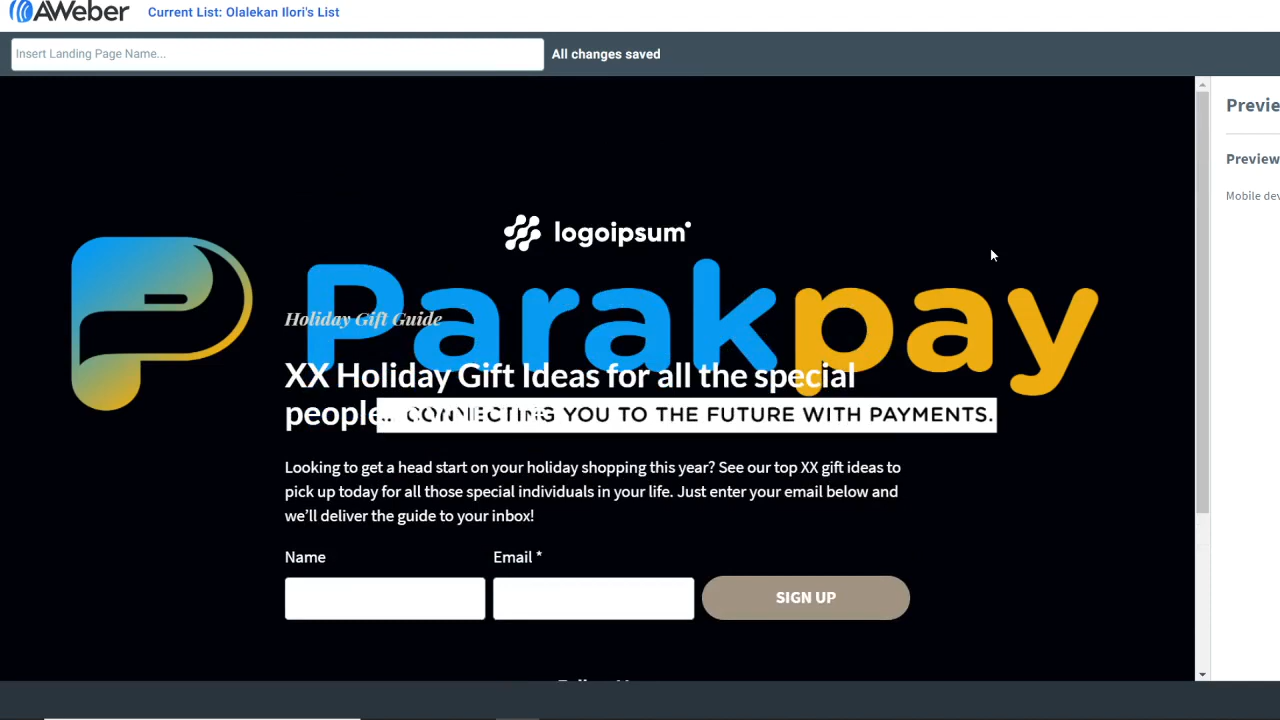 AWeber
Current List: Olalekan Ilori's List
Insert Landing Page Name...
All changes saved
Previe
Preview
Mobile dev
logoipsum
Parakpay
Holiday Gift Guide
XX Holiday Gift Ideas for all the special
people
CONNECTING YOU TO THE FUTURE WITH PAYMENTS.
Looking to get a head start on your holiday shopping this year? See our top XX gift ideas to
pick up today for all those special individuals in your life. Just enter your email below and
we’ll deliver the guide to your inbox!
Name
Email *
SIGN UP